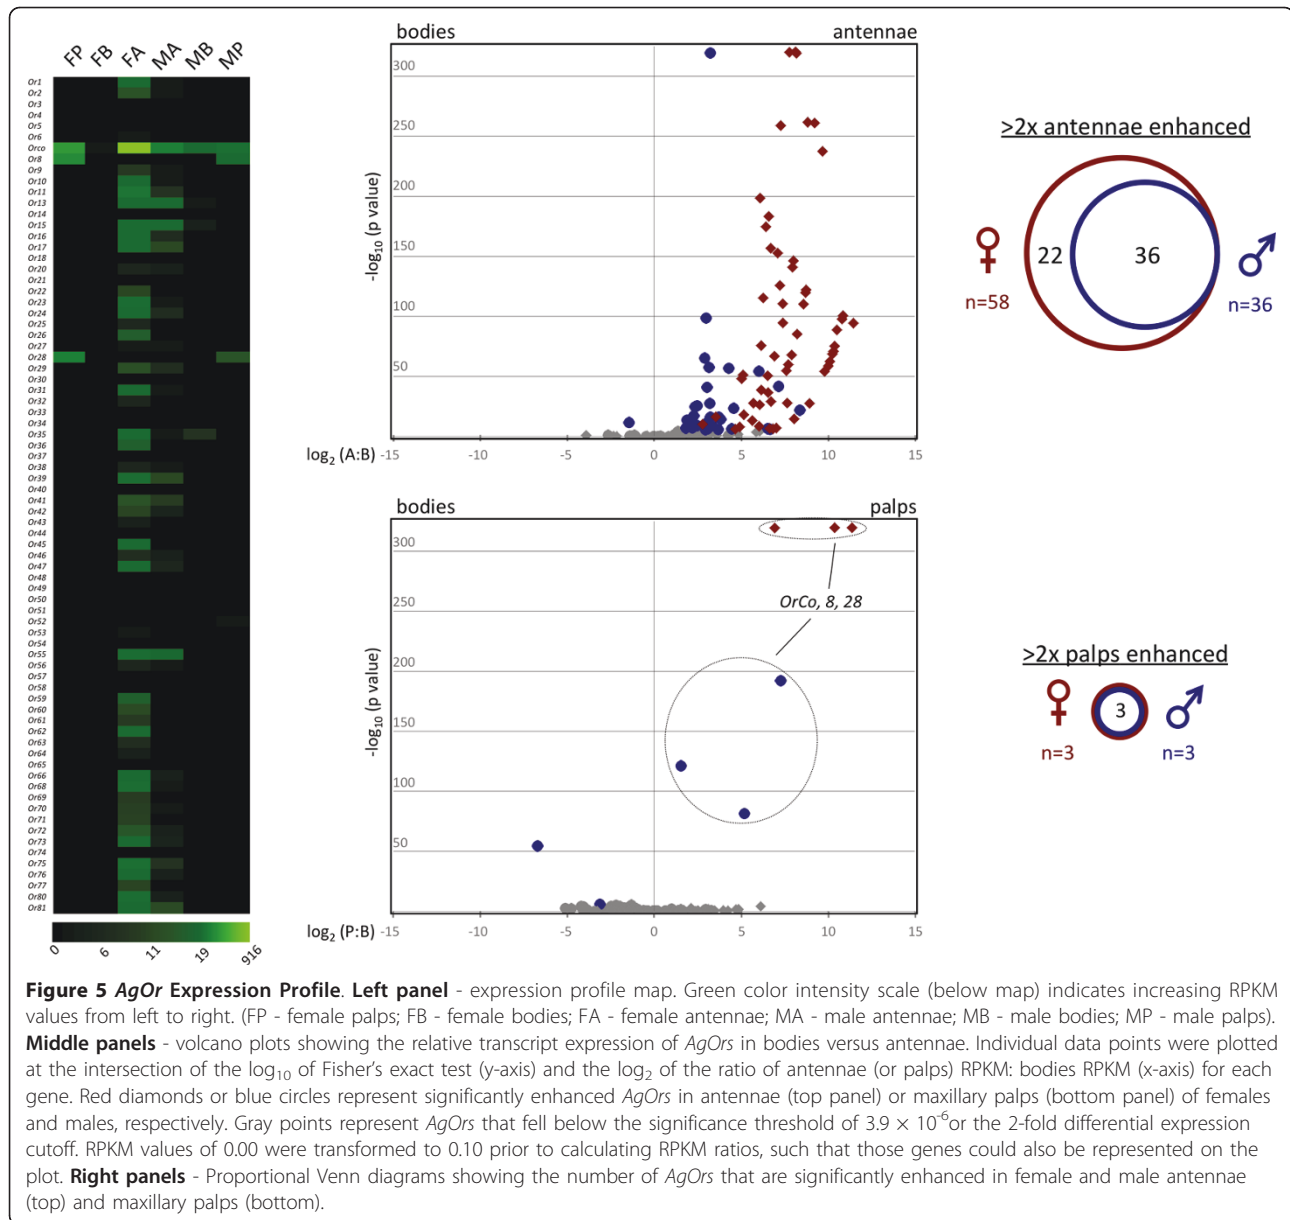 FP FB FA MA MB MP
Or1
Or2
Or3
Or4
Or5
Or6
Orco
Or8
Or9
Or10
Or11
Or13
Or14
Or15
Or16
Or17
Or18
Or20
Or21
Or22
Or23
Or24
Or25
Or26
Or27
Or28
Or29
Or30
Or31
Or32
Or33
Or34
Or35
Or36
Or37
Or38
Or39
Or40
Or41
Or42
Or43
Or44
Or45
Or46
Or47
Or48
Or49
Or50
Or51
Or52
Or53
Or54
Or55
Or56
Or57
Or58
Or59
Or60
Or61
Or62
Or63
Or64
Or65
Or66
Or68
Or69
Or70
Or71
Or72
Or73
Or74
Or75
Or76
Or77
Or80
Or81
0 6 11 19 916
bodies antennae
300
250
200
150
100
50
-log10 (p value)
log2 (A:B) -15 -10 -5 0 5 10 15
bodies palps
300
250
200
150
100
50
-log10 (p value)
OrCo, 8, 28
log2 (P:B) -15 -10 -5 0 5 10 15
>2x antennae enhanced
♀ 22 36 ♂
n=58 n=36
>2x palps enhanced
♀ 3 ♂
n=3 n=3
Figure 5 AgOr Expression Profile. Left panel - expression profile map. Green color intensity scale (below map) indicates increasing RPKM
values from left to right. (FP - female palps; FB - female bodies; FA - female antennae; MA - male antennae; MB - male bodies; MP - male palps).
Middle panels - volcano plots showing the relative transcript expression of AgOrs in bodies versus antennae. Individual data points were plotted
at the intersection of the log10 of Fisher's exact test (y-axis) and the log2 of the ratio of antennae (or palps) RPKM: bodies RPKM (x-axis) for each
gene. Red diamonds or blue circles represent significantly enhanced AgOrs in antennae (top panel) or maxillary palps (bottom panel) of females
and males, respectively. Gray points represent AgOrs that fell below the significance threshold of 3.9 × 10-6or the 2-fold differential expression
cutoff. RPKM values of 0.00 were transformed to 0.10 prior to calculating RPKM ratios, such that those genes could also be represented on the
plot. Right panels - Proportional Venn diagrams showing the number of AgOrs that are significantly enhanced in female and male antennae
(top) and maxillary palps (bottom).